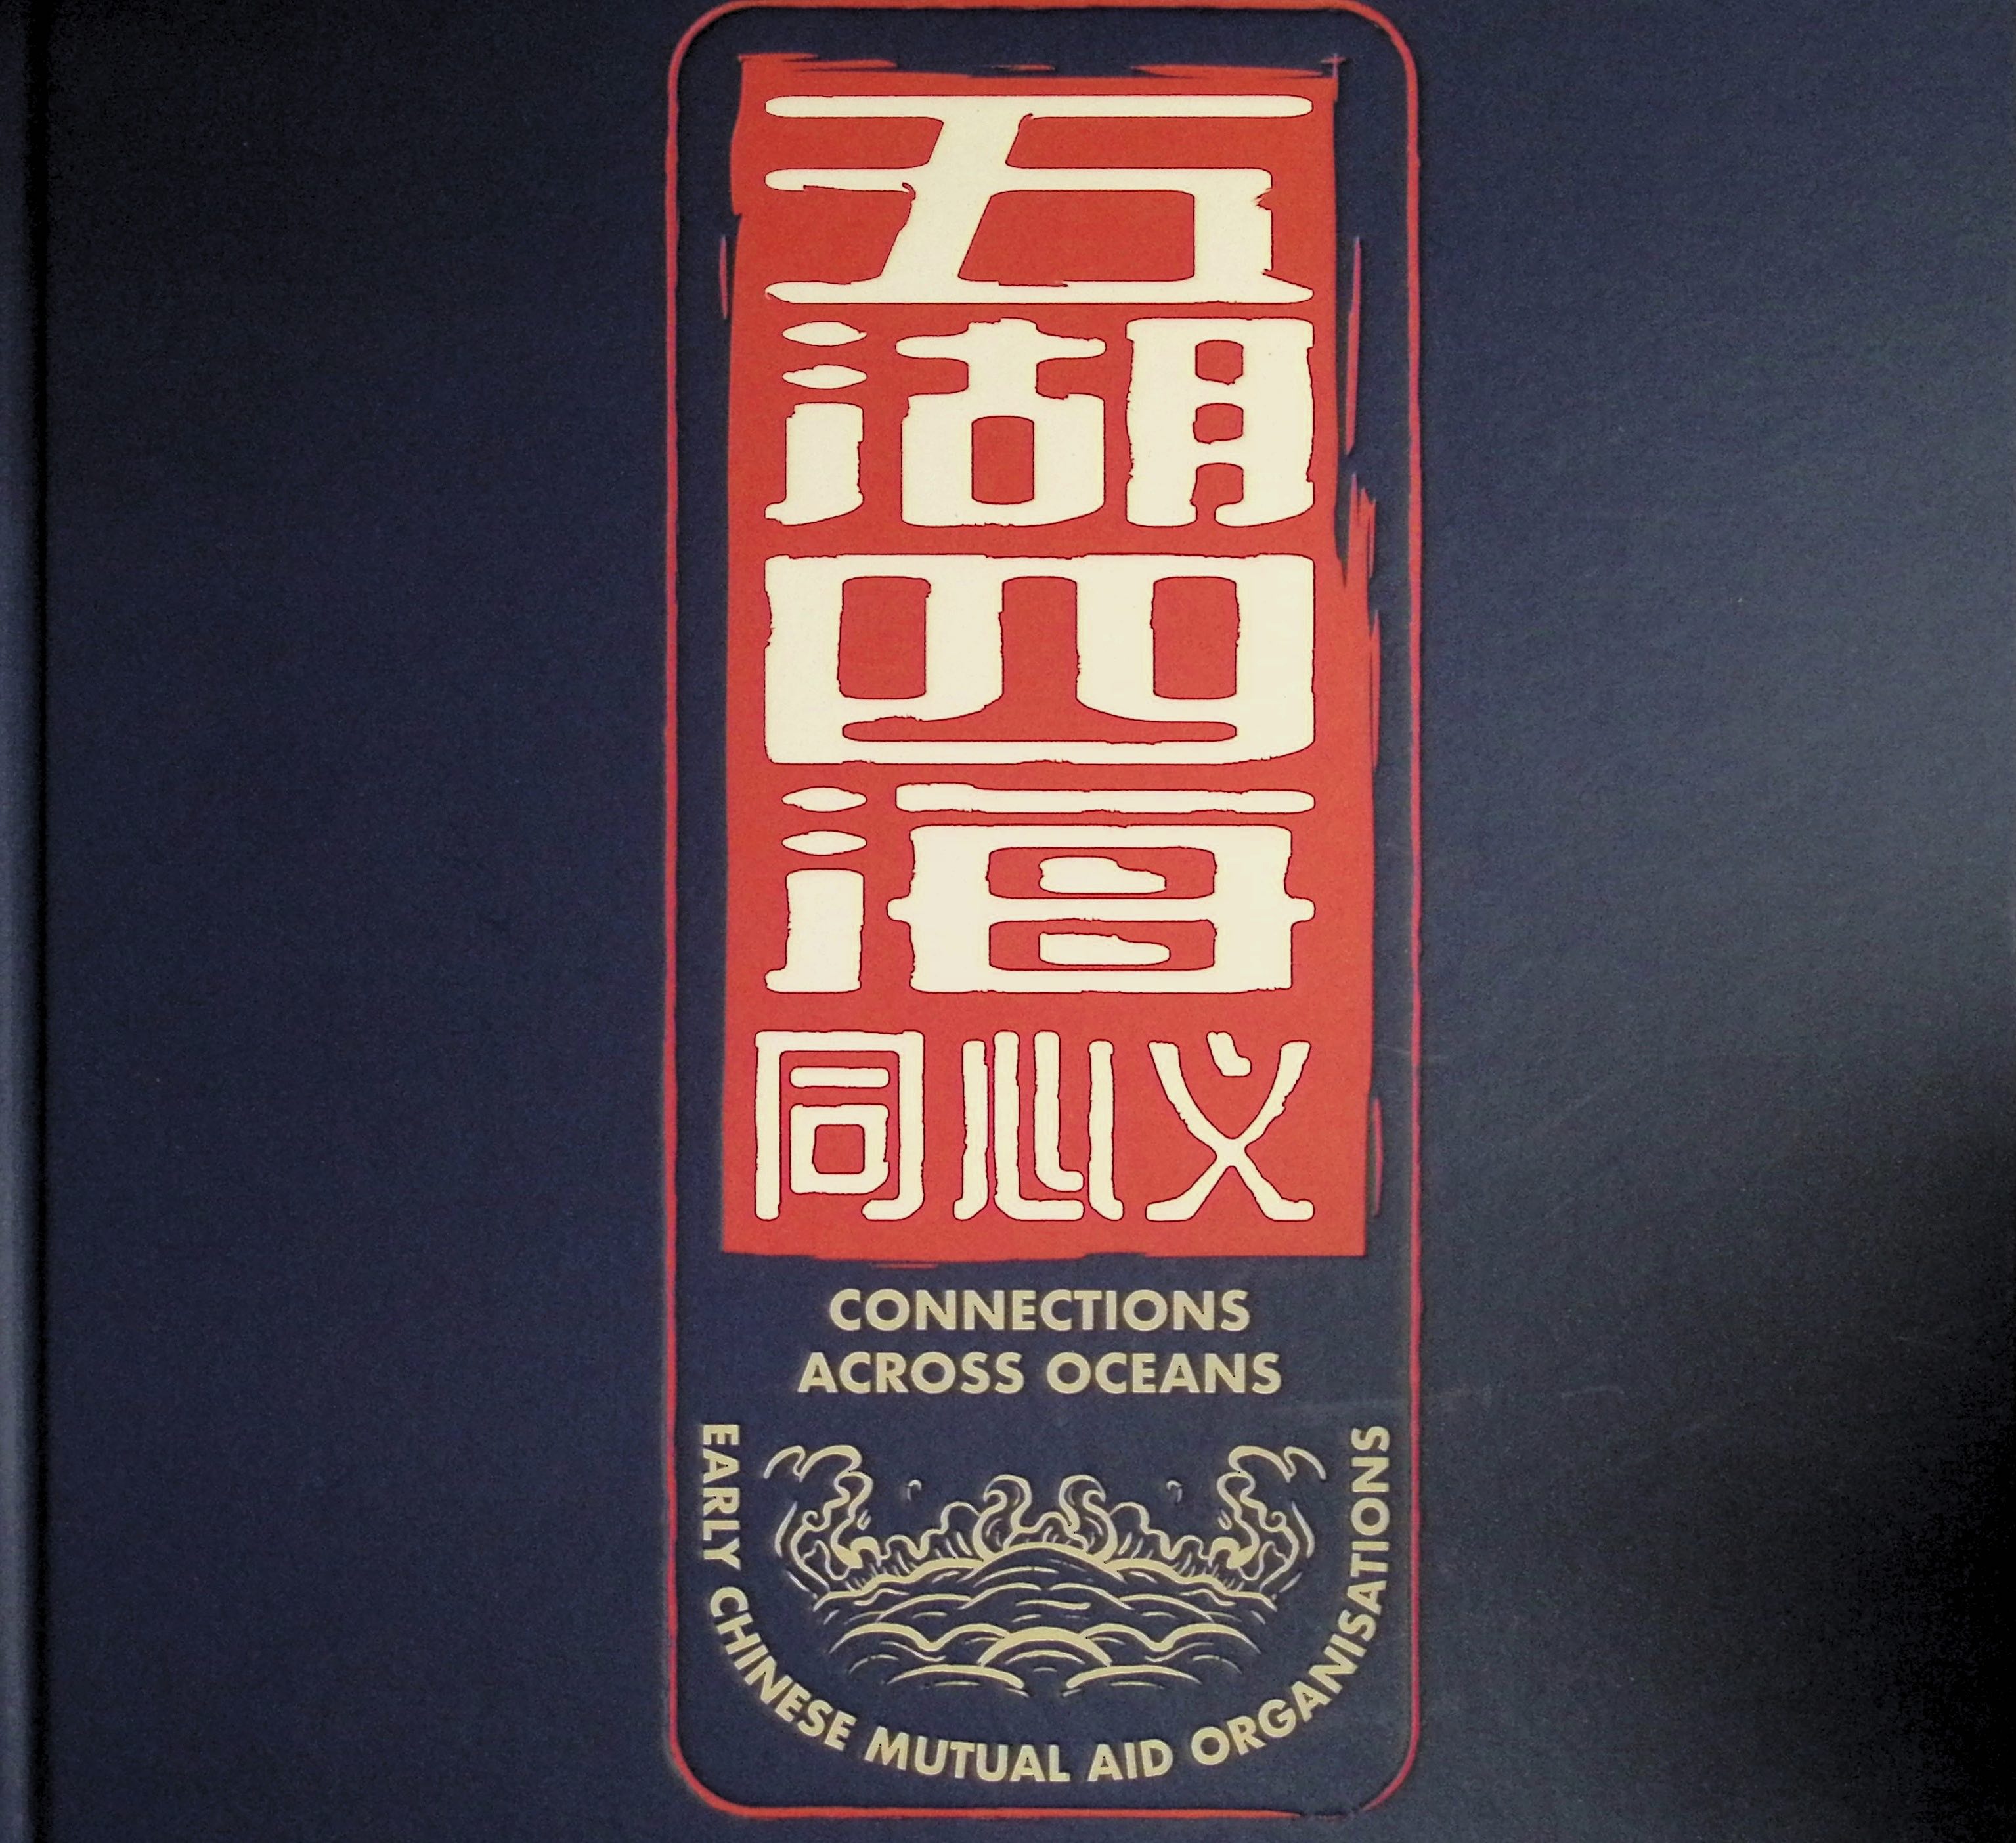 五
湖
四
海
同心义
CONNECTIONS
ACROSS OCEANS
EARLY CHINESE MUTUAL AID ORGANISATIONS